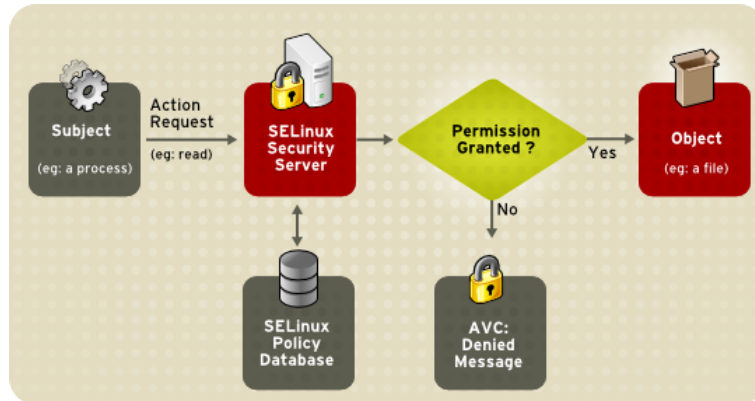 Subject
(eg: a process)
Action
Request
(eg: read)
SELinux
Security
Server
Permission
Granted ?
Yes
Object
(eg: a file)
No
SELinux
Policy
Database
AVC:
Denied
Message